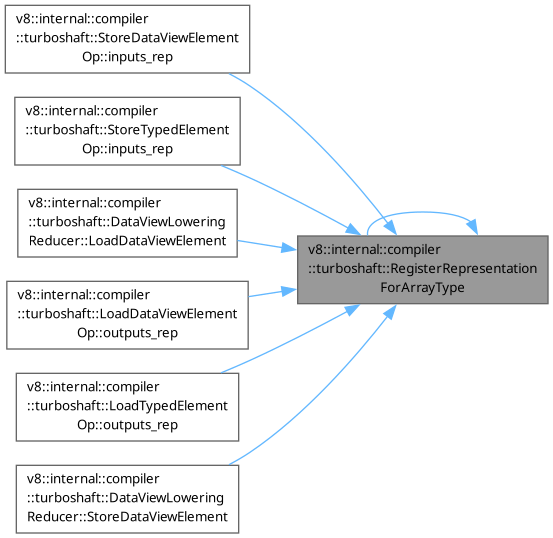 v8::internal::compiler
::turboshaft::StoreDataViewElement
Op::inputs_rep
v8::internal::compiler
::turboshaft::StoreTypedElement
Op::inputs_rep
v8::internal::compiler
::turboshaft::DataViewLowering
Reducer::LoadDataViewElement
v8::internal::compiler
::turboshaft::RegisterRepresentation
ForArrayType
v8::internal::compiler
::turboshaft::LoadDataViewElement
Op::outputs_rep
v8::internal::compiler
::turboshaft::LoadTypedElement
Op::outputs_rep
v8::internal::compiler
::turboshaft::DataViewLowering
Reducer::StoreDataViewElement